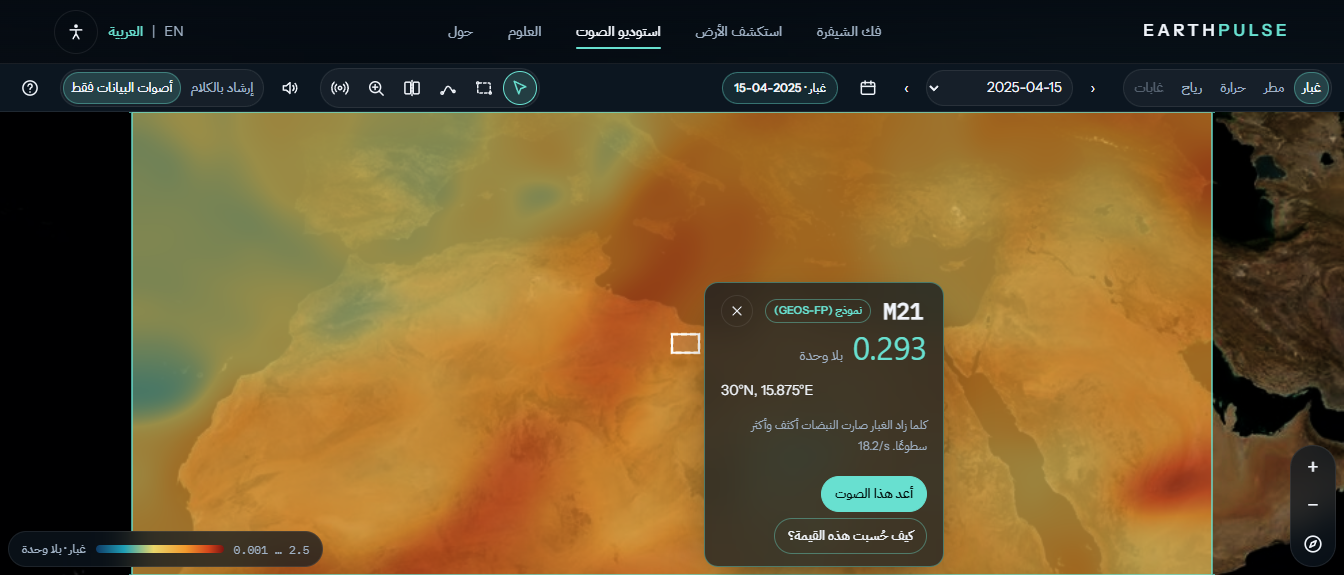 EARTHPULSE
فك الشيفرة
استكشف الأرض
استوديو الصوت
العلوم
حول
العربية | EN
غبار
مطر
حرارة
رياح
غابات
2025-04-15
غبار · 2025-04-15
إرشاد بالكلام
أصوات البيانات فقط
M21
نموذج (GEOS-FP)
0.293 بلا وحدة
30°N, 15.875°E
كلما زاد الغبار صارت النبضات أكثف وأكثر
سطوعًا. 18.2/s
أعد هذا الصوت
كيف حُسبت هذه القيمة؟
غبار · بلا وحدة
0.001 … 2.5